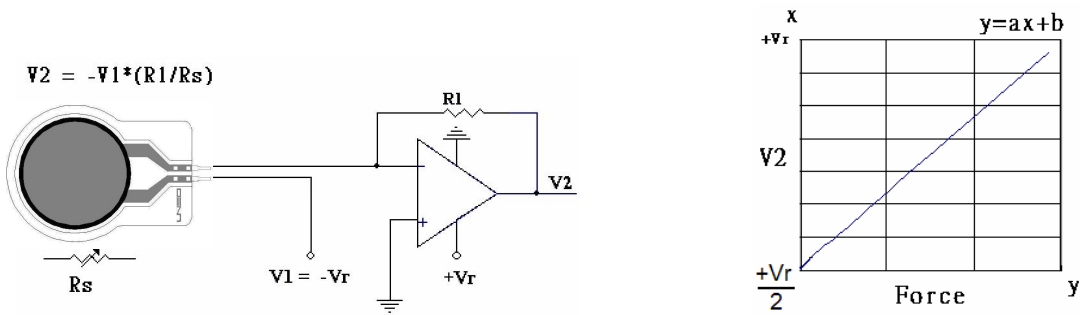 V2 = -V1*(R1/Rs)
R1
V2
V1 = -Vr
+Vr
Rs
x
+Vr
y=ax+b
V2
+Vr
2
Force
y